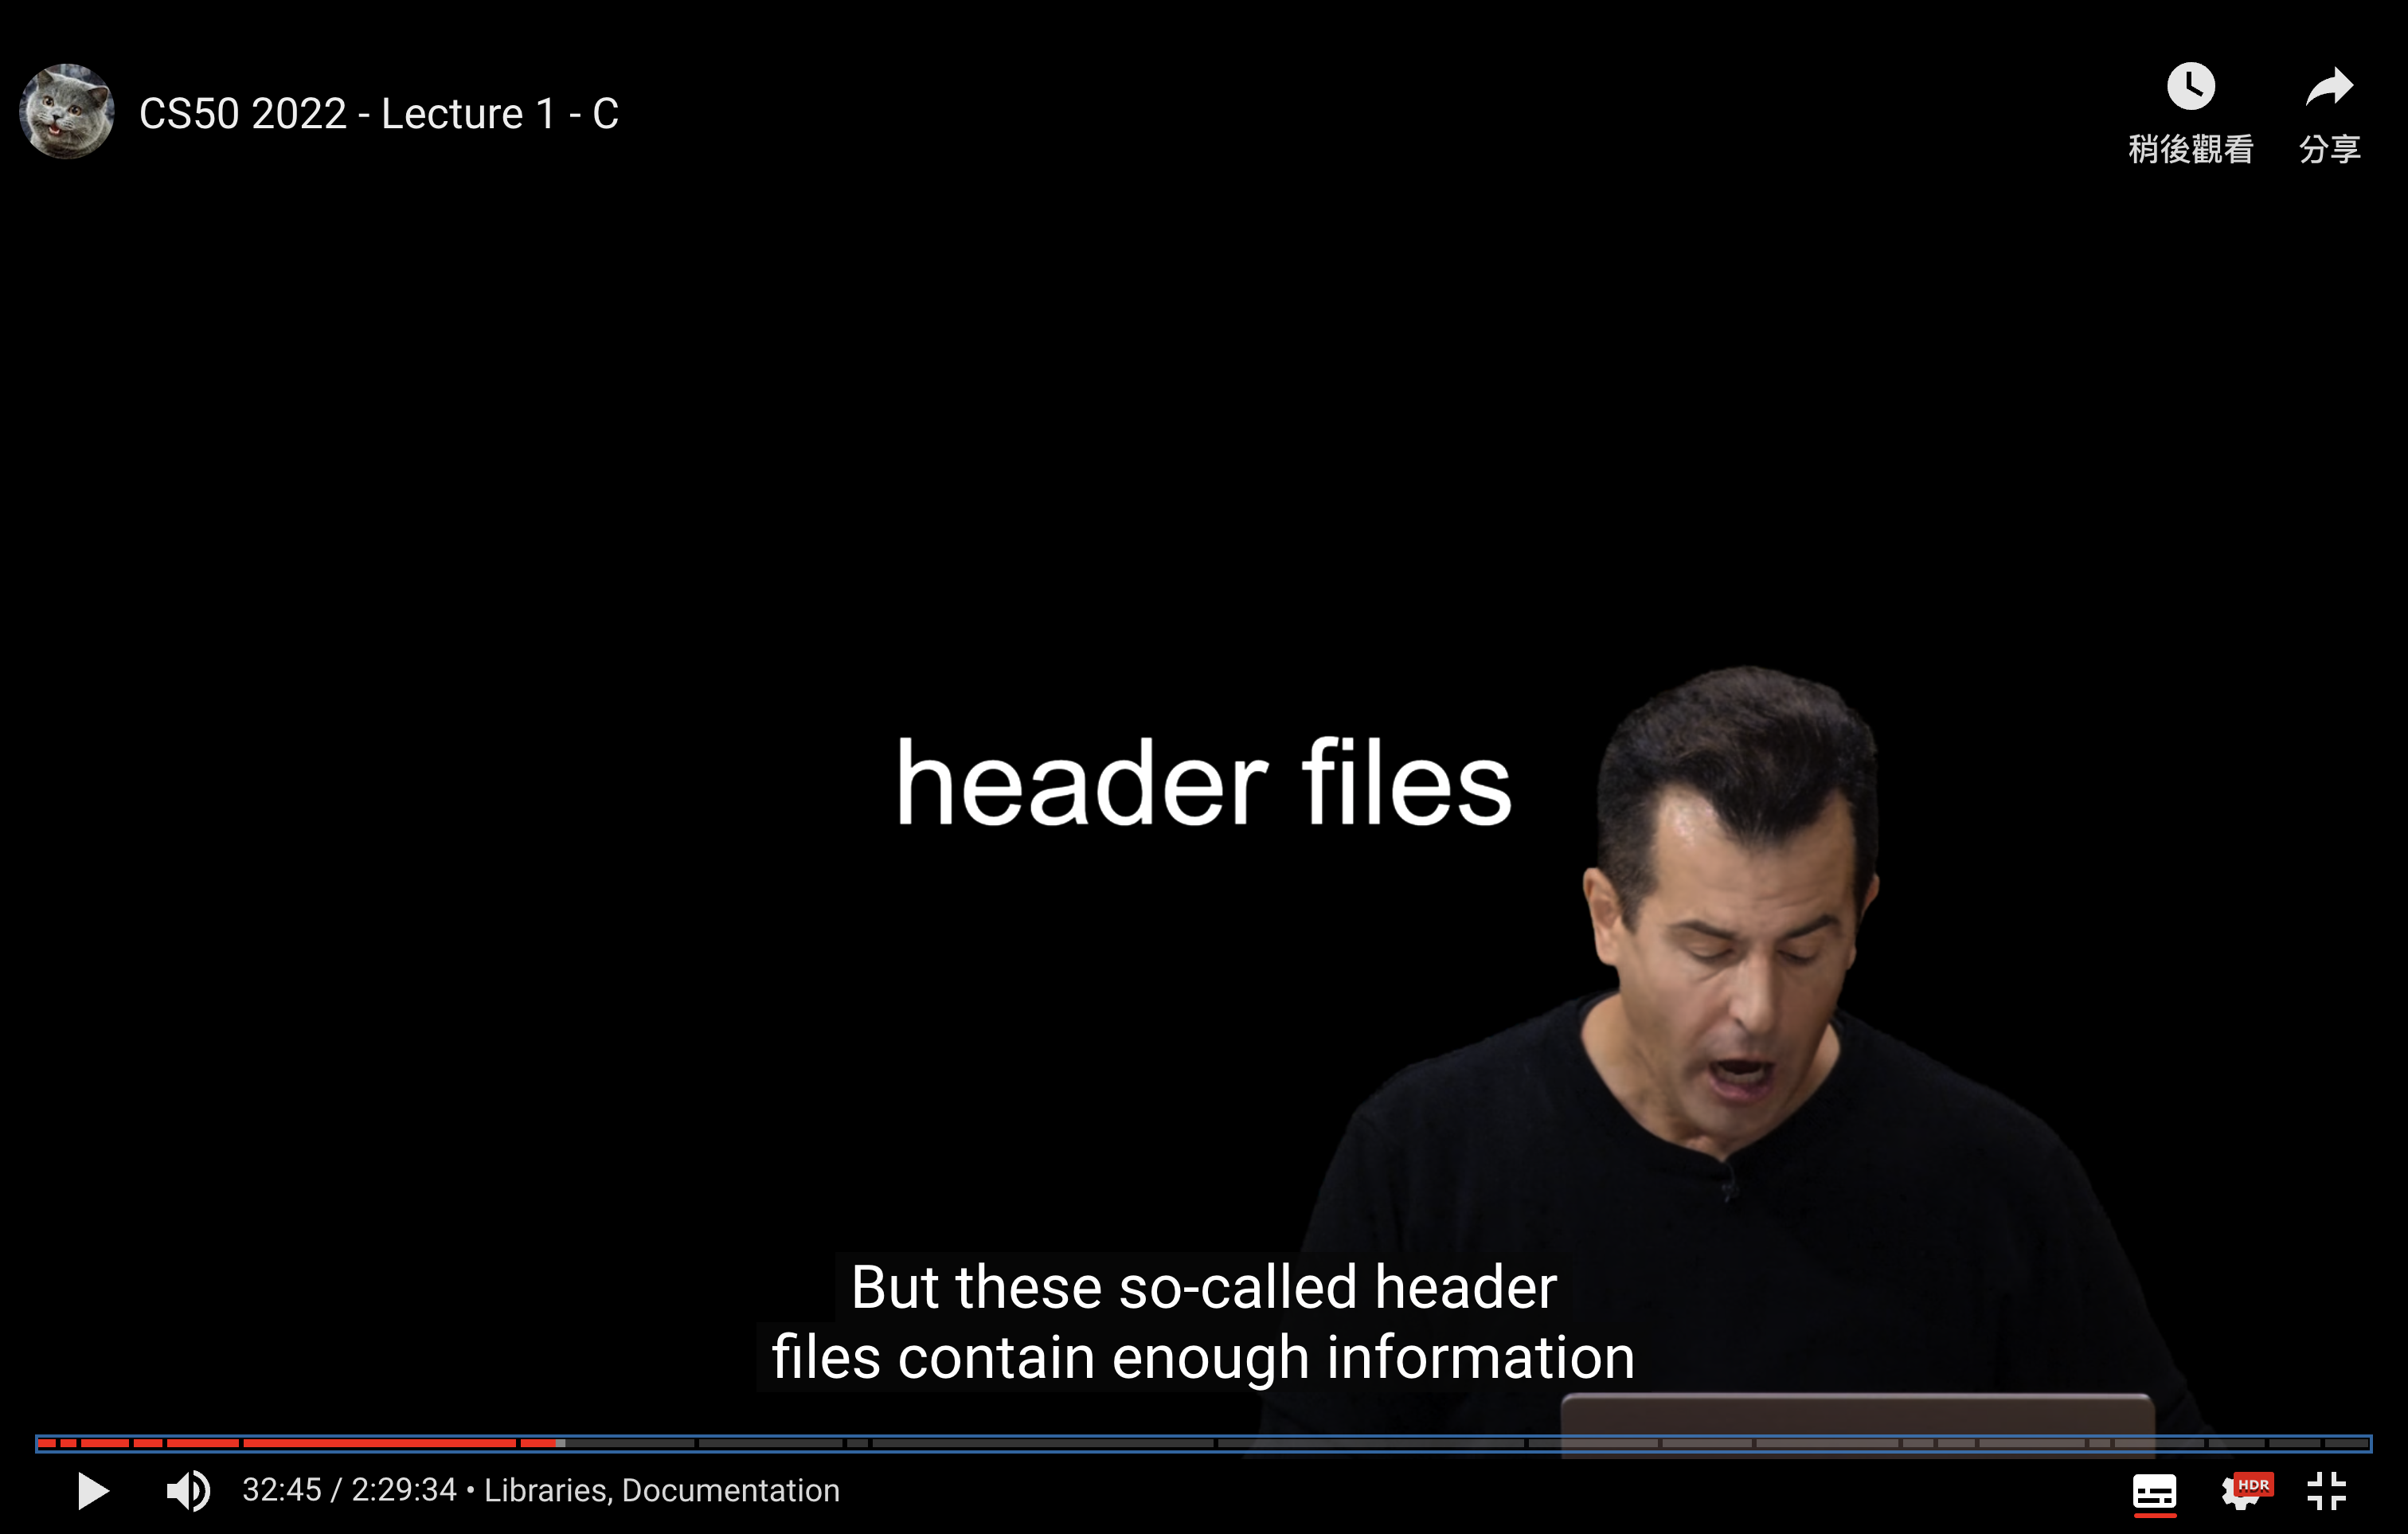 CS50 2022 - Lecture 1 - C
稍後觀看
分享
header files
But these so-called header
files contain enough information
32:45 / 2:29:34 • Libraries, Documentation
HDR